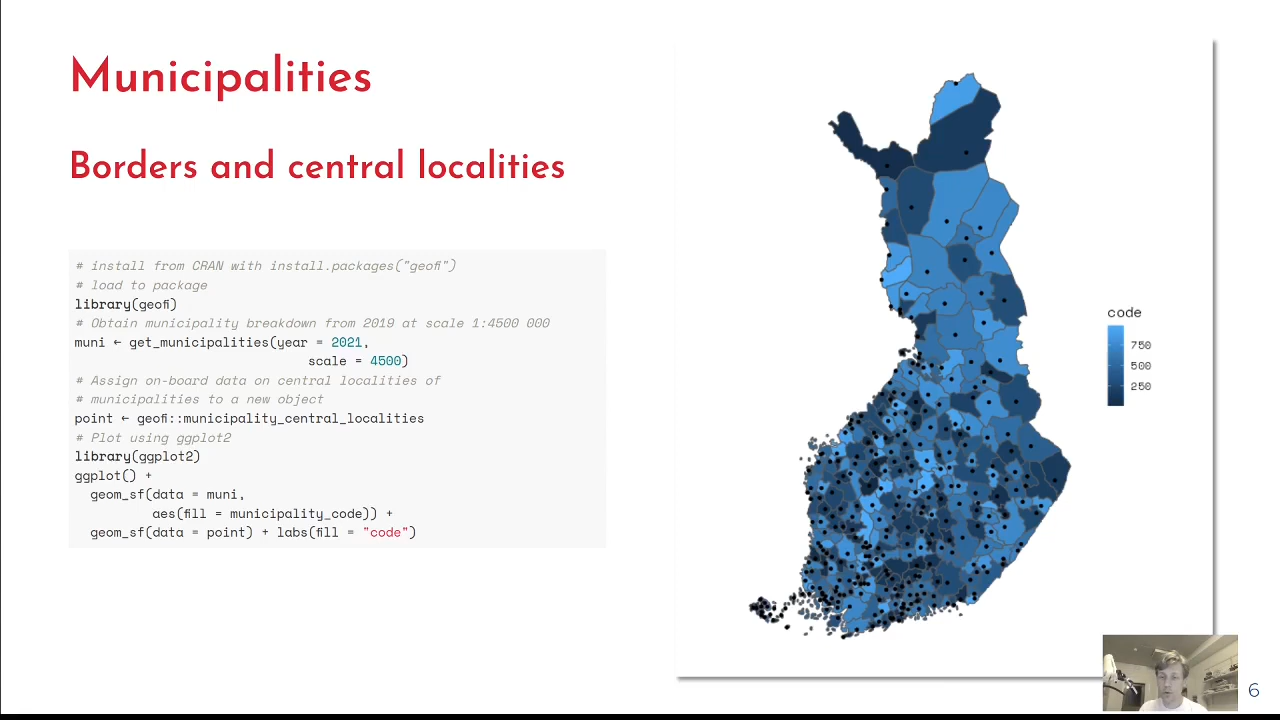 Municipalities
Borders and central localities
# install from CRAN with install.packages("geofi")
# load to package
library(geofi)
# Obtain municipality breakdown from 2019 at scale 1:4500 000
muni ← get_municipalities(year = 2021,
scale = 4500)
# Assign on-board data on central localities of
# municipalities to a new object
point ← geofi::municipality_central_localities
# Plot using ggplot2
library(ggplot2)
ggplot() +
geom_sf(data = muni,
aes(fill = municipality_code)) +
geom_sf(data = point) + labs(fill = "code")
code
750
500
250
6